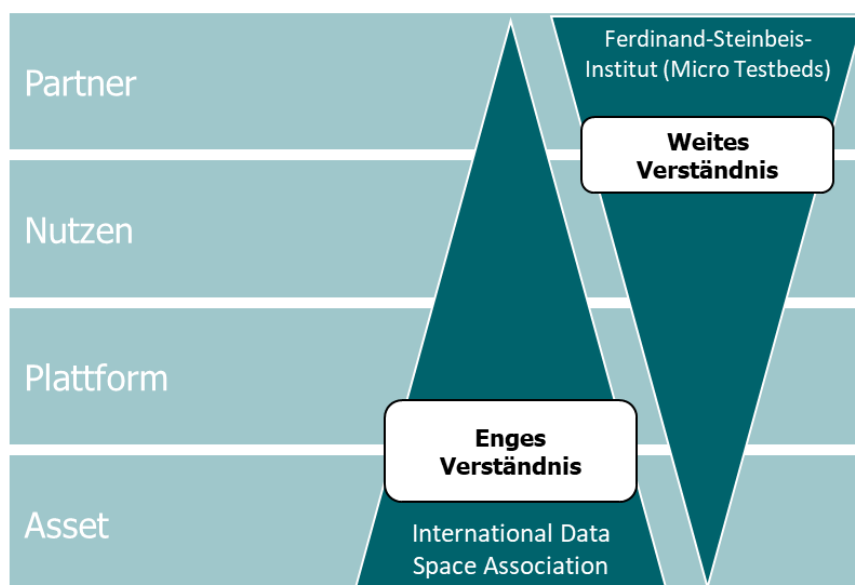 Partner
Ferdinand-Steinbeis-
Institut (Micro Testbeds)
Weites
Verständnis
Nutzen
Plattform
Enges
Verständnis
Asset
International Data
Space Association